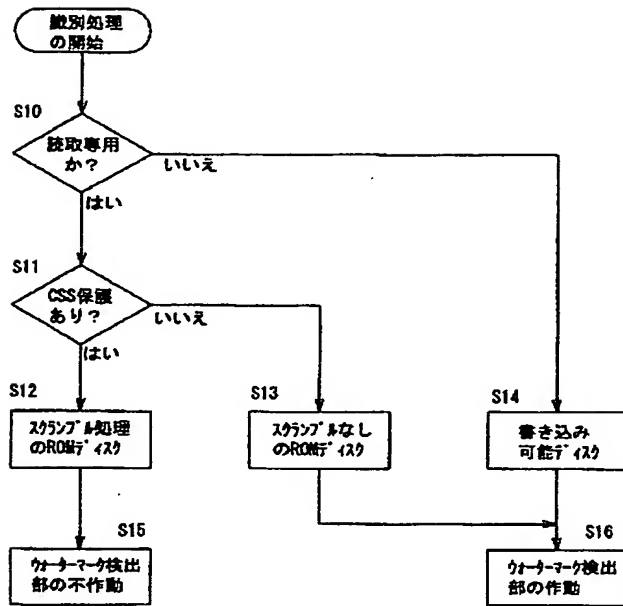 識別処理
の開始
S10
読取専用
か?
いいえ
はい
S11
CSS保護
あり?
いいえ
はい
S12
スクランブル処理
のROMディスク
S13
スクランブルなし
のROMディスク
S14
書き込み
可能ディスク
S15
ウォーターマーク検出
部の不作動
S16
ウォーターマーク検出
部の作動